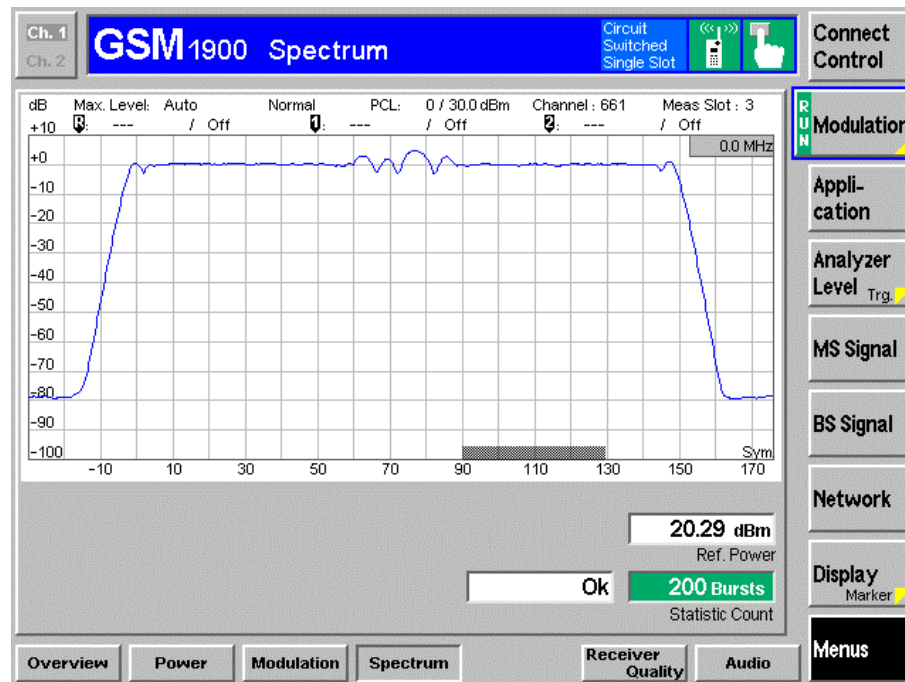 Ch. 1
Ch. 2
GSM 1900 Spectrum
Circuit
Switched
Single Slot
Connect
Control
dB Max. Level: Auto Normal PCL: 0 / 30.0 dBm Channel : 661 Meas Slot : 3
+10 R: --- / Off 1: --- / Off 2: --- / Off
0.0 MHz
+0
-10
-20
-30
-40
-50
-60
-70
-80
-90
-100
Sym
-10 10 30 50 70 90 110 130 150 170
RUN
Modulation
Appli-
cation
Analyzer
Level Trg.
MS Signal
BS Signal
Network
Display
Marker
Menus
20.29 dBm
Ref. Power
Ok 200 Bursts
Statistic Count
Overview Power Modulation Spectrum Receiver Quality Audio